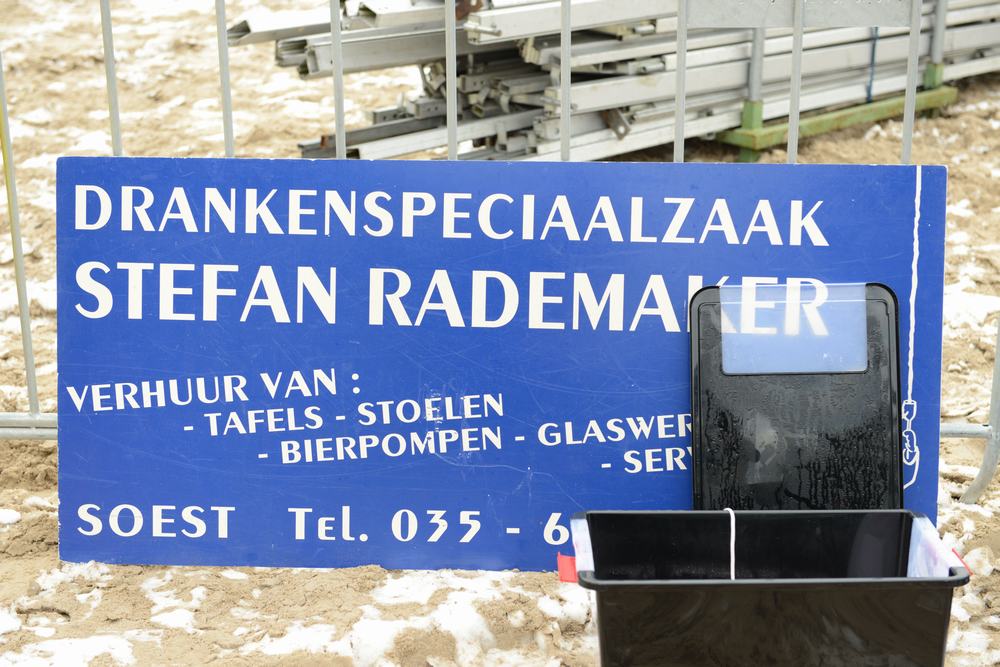 DRANKENSPECIAALZAAK
STEFAN RADEMAKER
VERHUUR VAN :
- TAFELS - STOELEN
- BIERPOMPEN - GLASWER
- SERV
SOEST Tel. 035 - 6